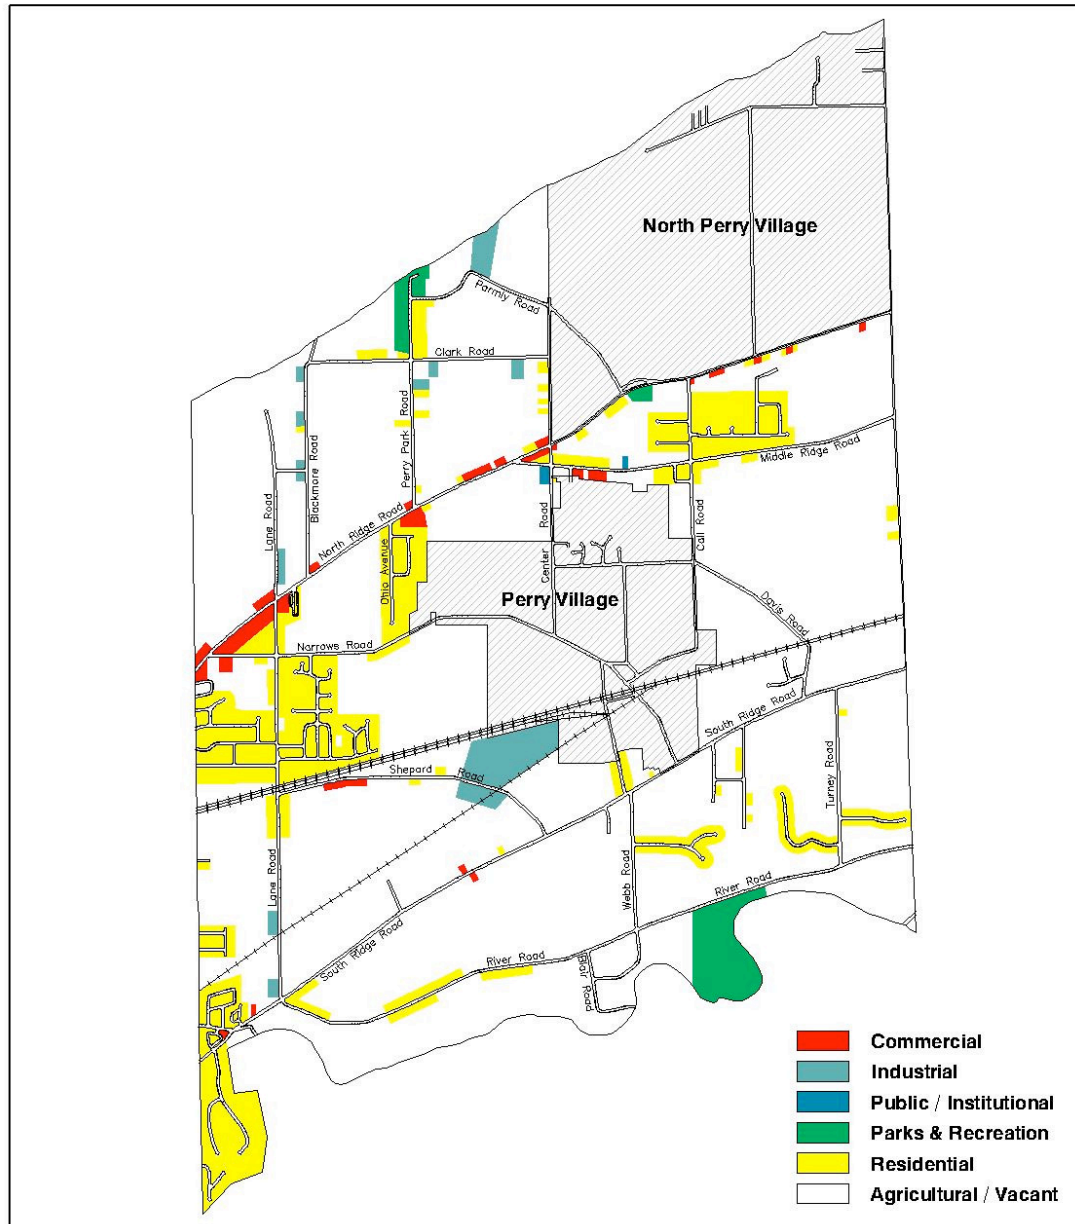 North Perry Village
Parmly Road
Clark Road
Perry Park Road
Blackmore Road
Lane Road
North Ridge Road
Middle Ridge Road
Ohio Avenue
Center Road
Call Road
Perry Village
Davis Road
Narrows Road
South Ridge Road
Shepard Road
Turney Road
Lane Road
Webb Road
River Road
South Ridge Road
River Road
Blair Road
Commercial
Industrial
Public / Institutional
Parks & Recreation
Residential
Agricultural / Vacant